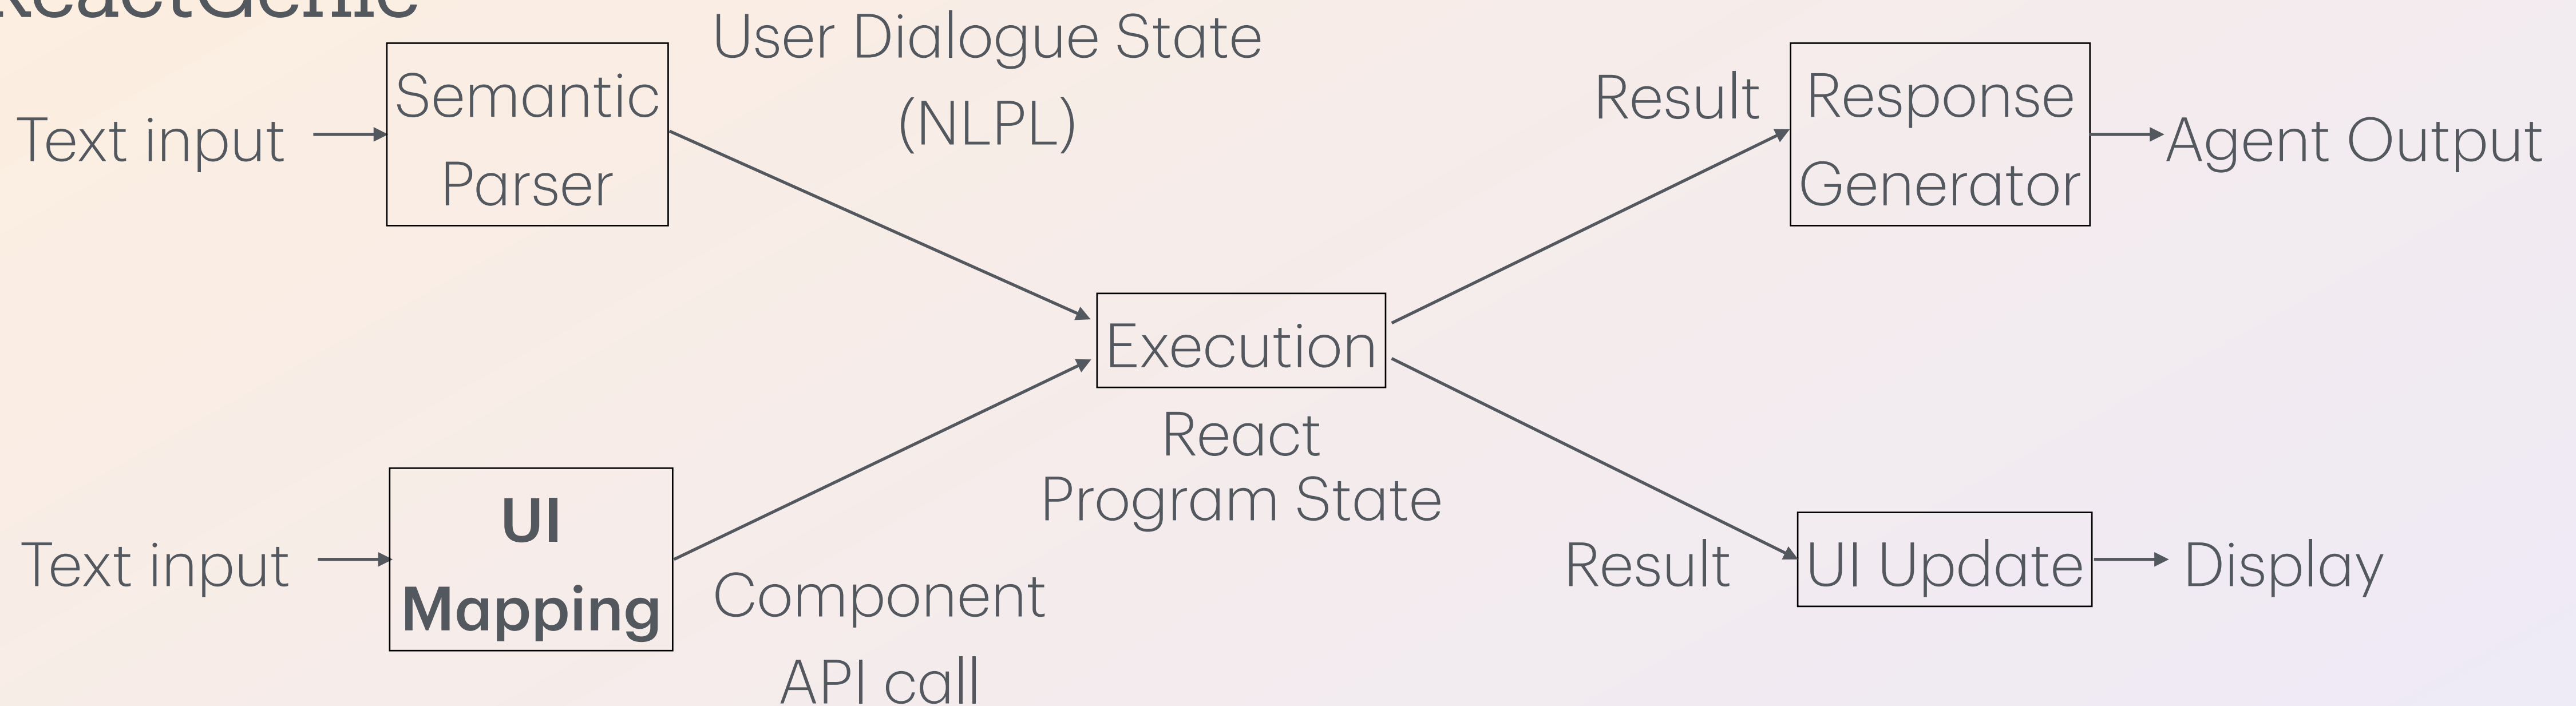 ReactGenie
Text input
Semantic
Parser
User Dialogue State
(NLPL)
Execution
React
Program State
Result
Response
Generator
Agent Output
Text input
UI
Mapping
Component
API call
Result
UI Update
Display